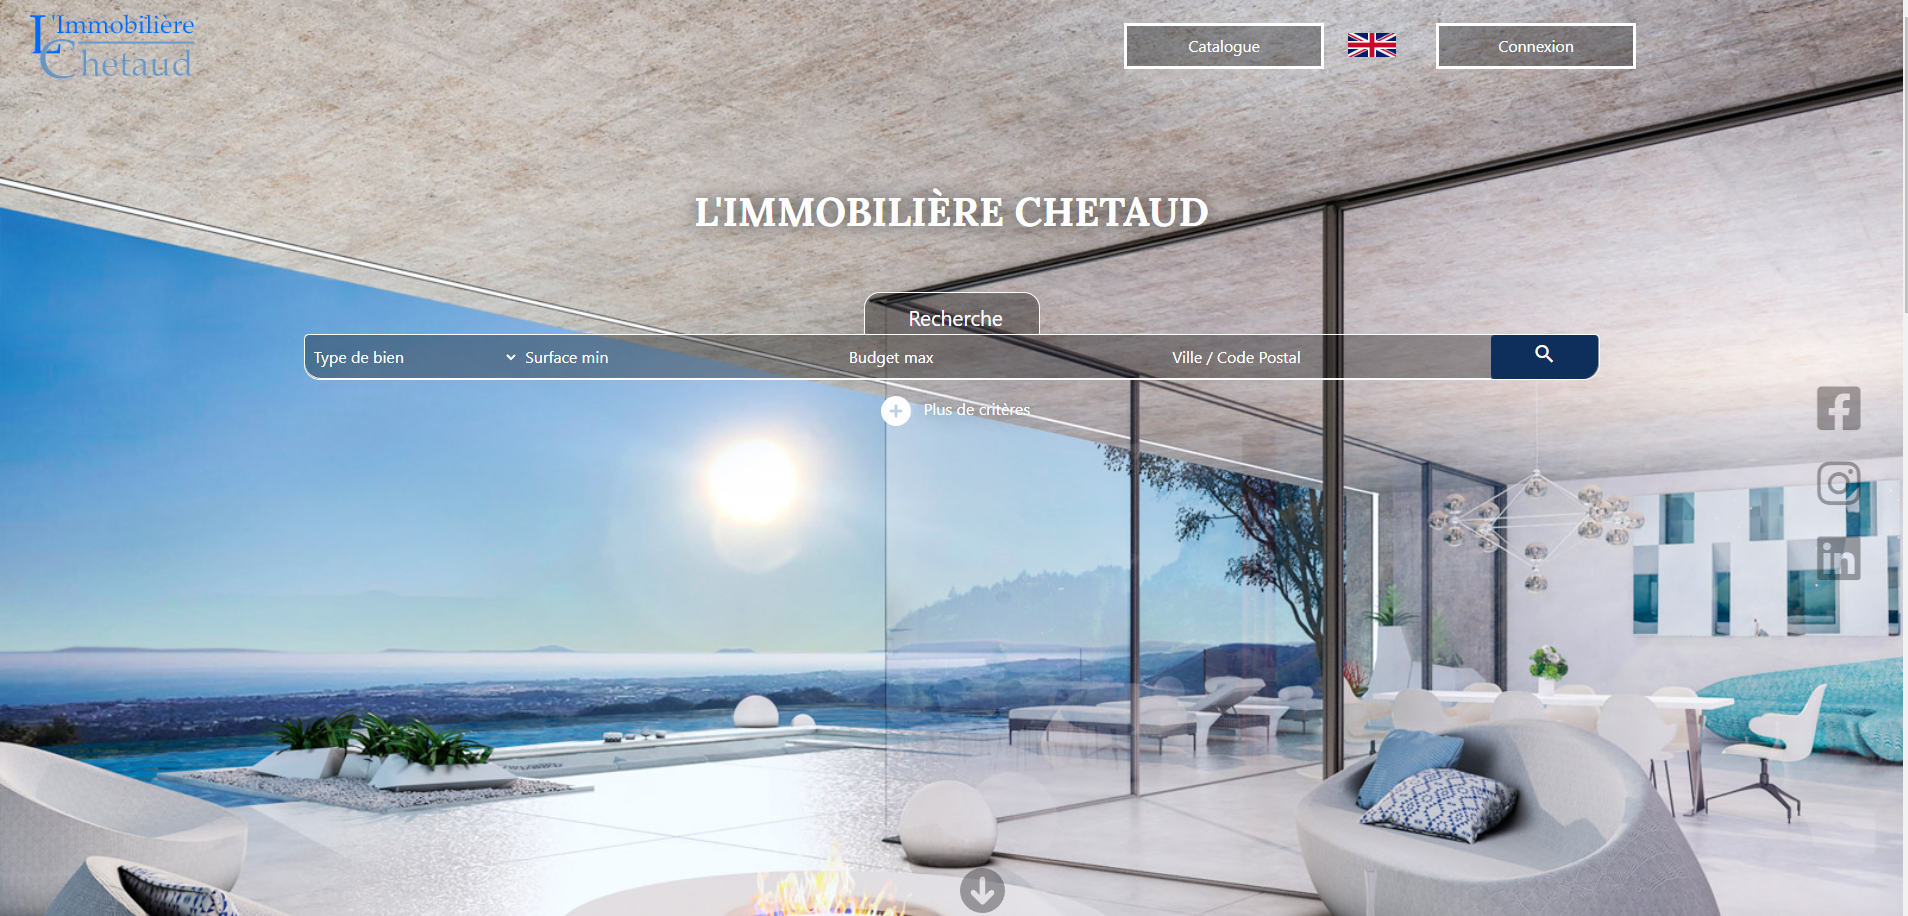 L'Immobilière
Chetaud
Catalogue
Connexion
L'IMMOBILIÈRE CHETAUD
Recherche
Type de bien
Surface min
Budget max
Ville / Code Postal
Plus de critères